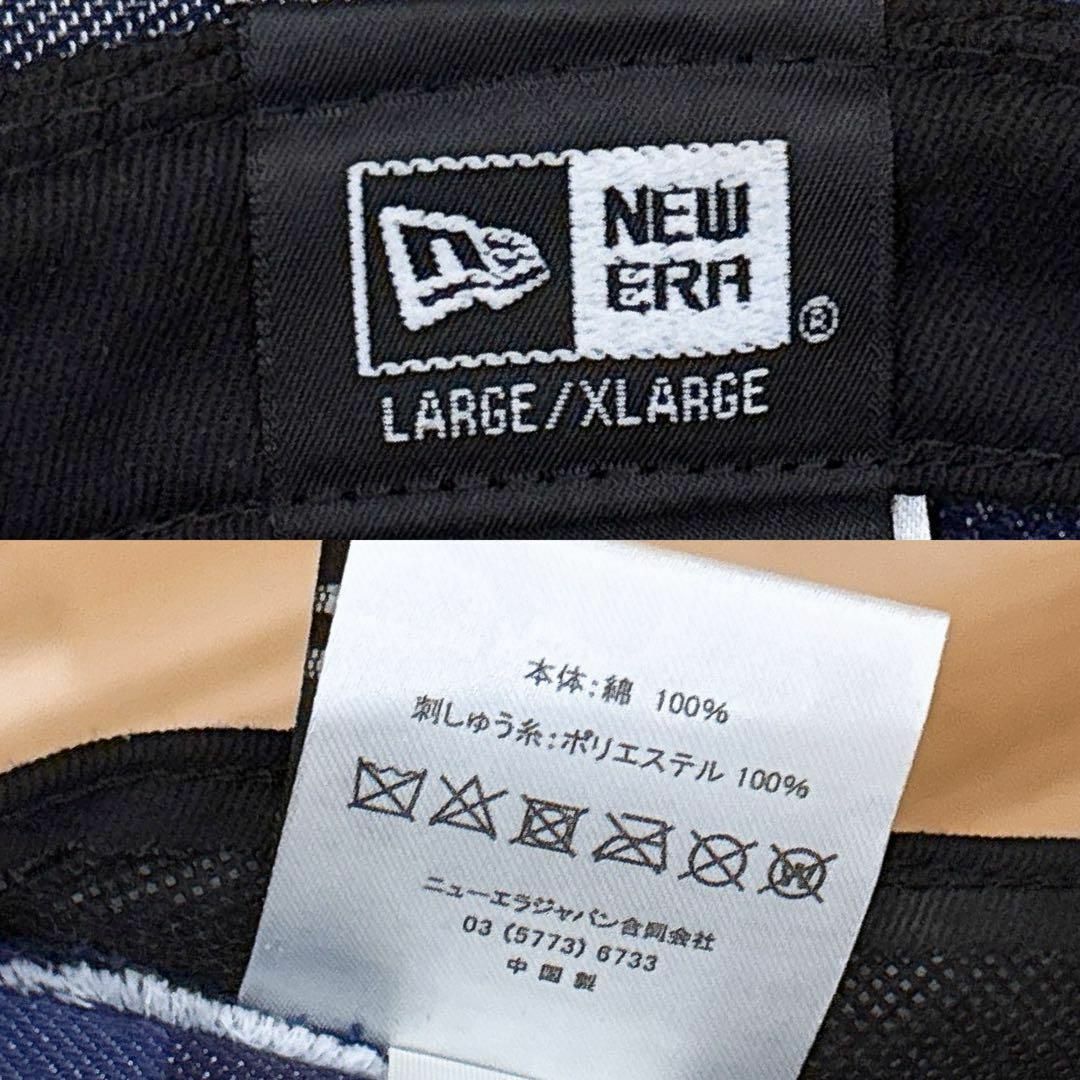 NEW
ERA
®
LARGE/XLARGE
本体:綿 100%
刺しゅう糸:ポリエステル 100%
W
ニューエラジャパン合同会社
03 (5773) 6733
中国製